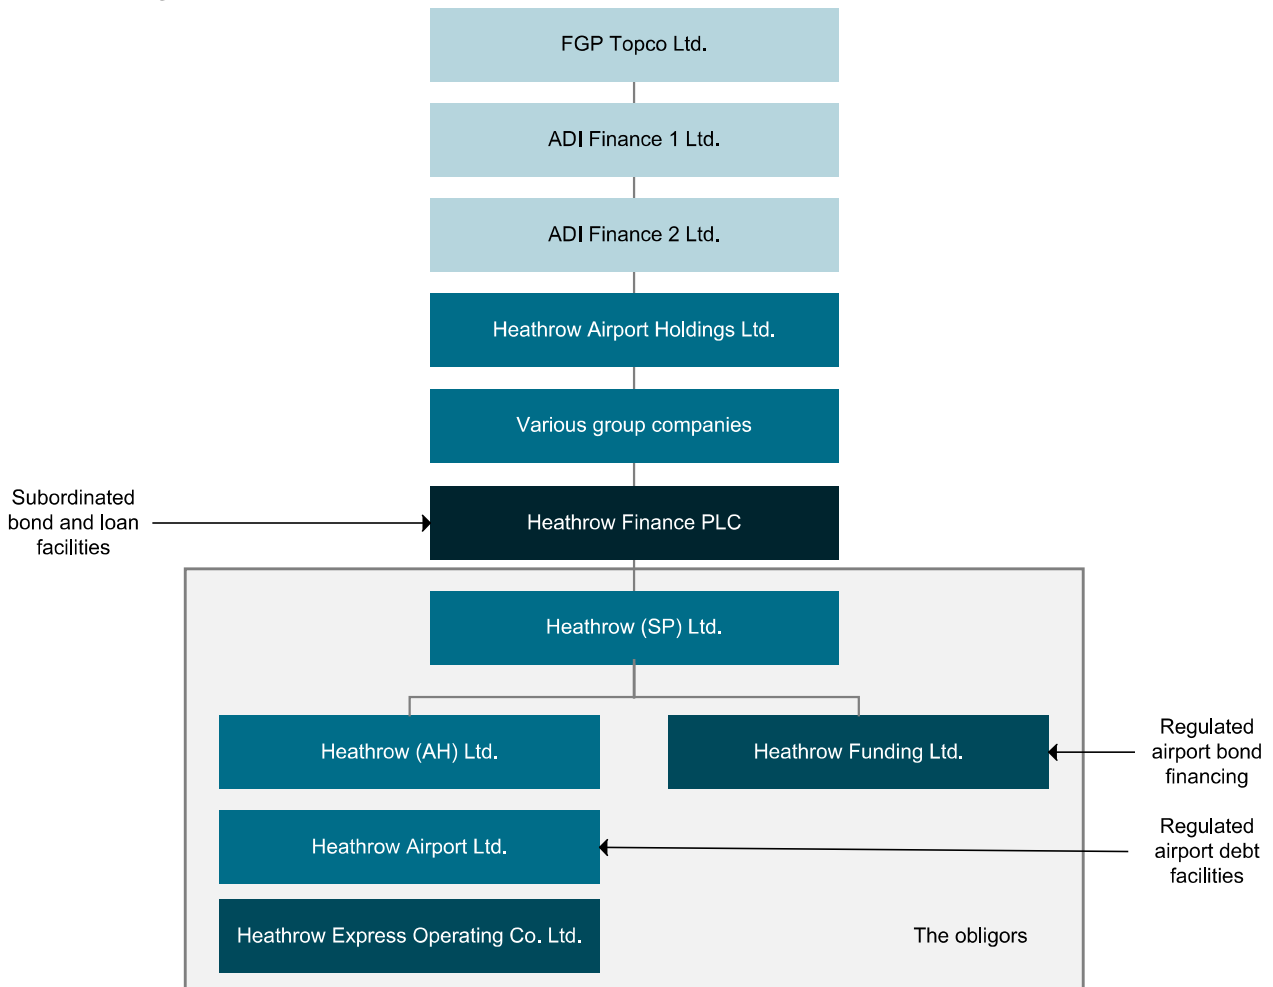 FGP Topco Ltd.
ADI Finance 1 Ltd.
ADI Finance 2 Ltd.
Heathrow Airport Holdings Ltd.
Various group companies
Subordinated
bond and loan
facilities
Heathrow Finance PLC
Heathrow (SP) Ltd.
Heathrow (AH) Ltd.
Heathrow Funding Ltd.
Regulated
airport bond
financing
Heathrow Airport Ltd.
Regulated
airport debt
facilities
Heathrow Express Operating Co. Ltd.
The obligors